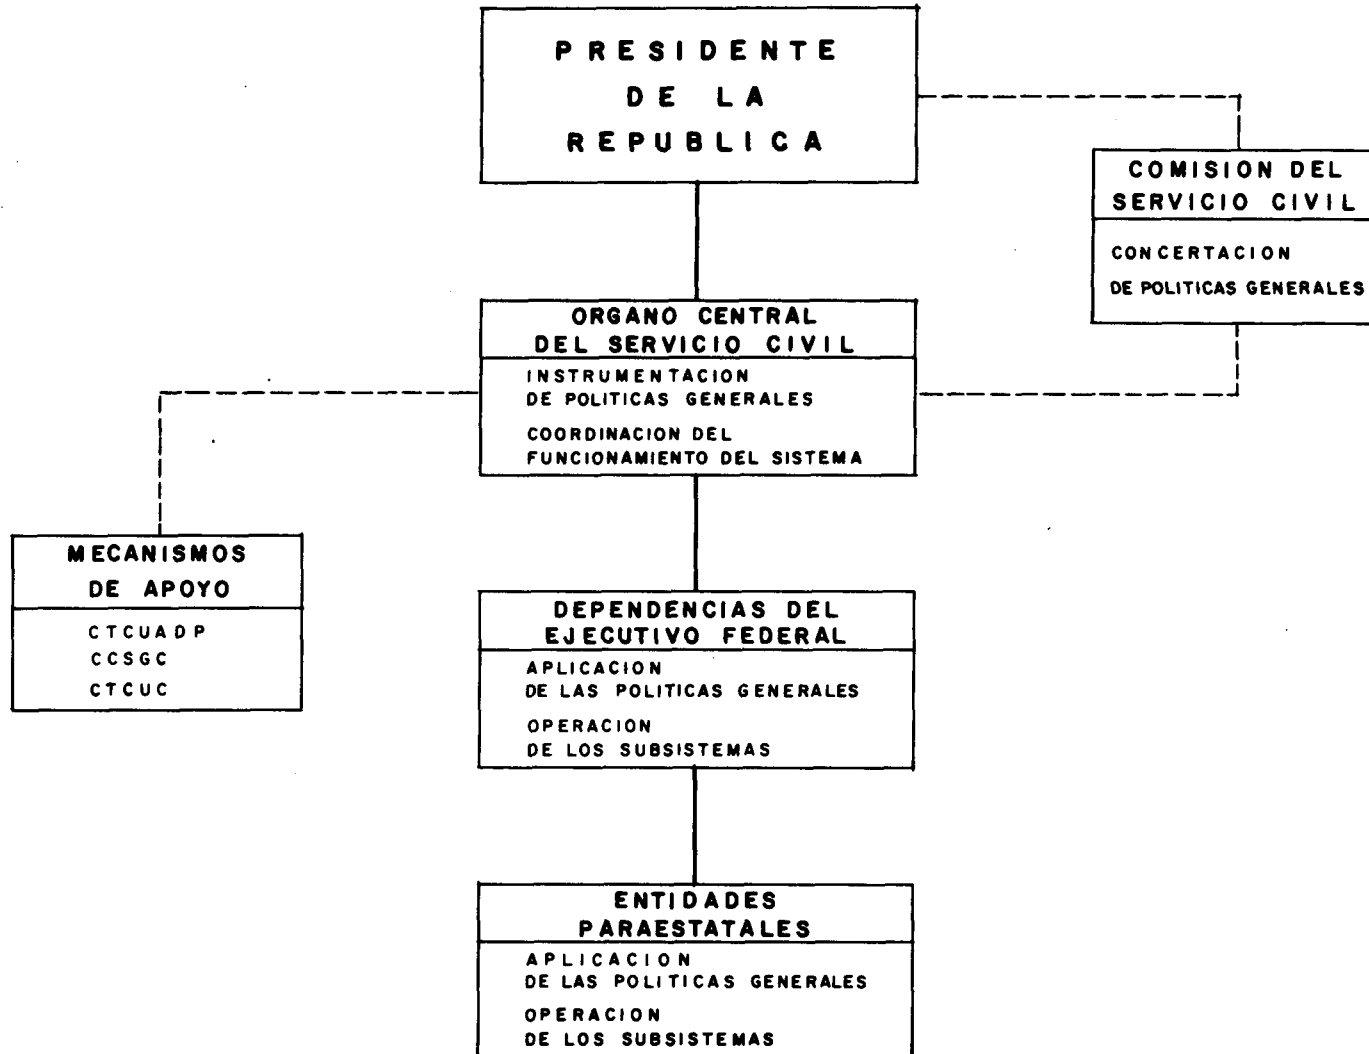 PRESIDENTE
DE LA
REPUBLICA
COMISION DEL
SERVICIO CIVIL
CONCERTACION
DE POLITICAS GENERALES
ORGANO CENTRAL
DEL SERVICIO CIVIL
INSTRUMENTACION
DE POLITICAS GENERALES
COORDINACION DEL
FUNCIONAMIENTO DEL SISTEMA
MECANISMOS
DE APOYO
CTCUADP
CCSGC
CTCUC
DEPENDENCIAS DEL
EJECUTIVO FEDERAL
APLICACION
DE LAS POLITICAS GENERALES
OPERACION
DE LOS SUBSISTEMAS
ENTIDADES
PARAESTATALES
APLICACION
DE LAS POLITICAS GENERALES
OPERACION
DE LOS SUBSISTEMAS